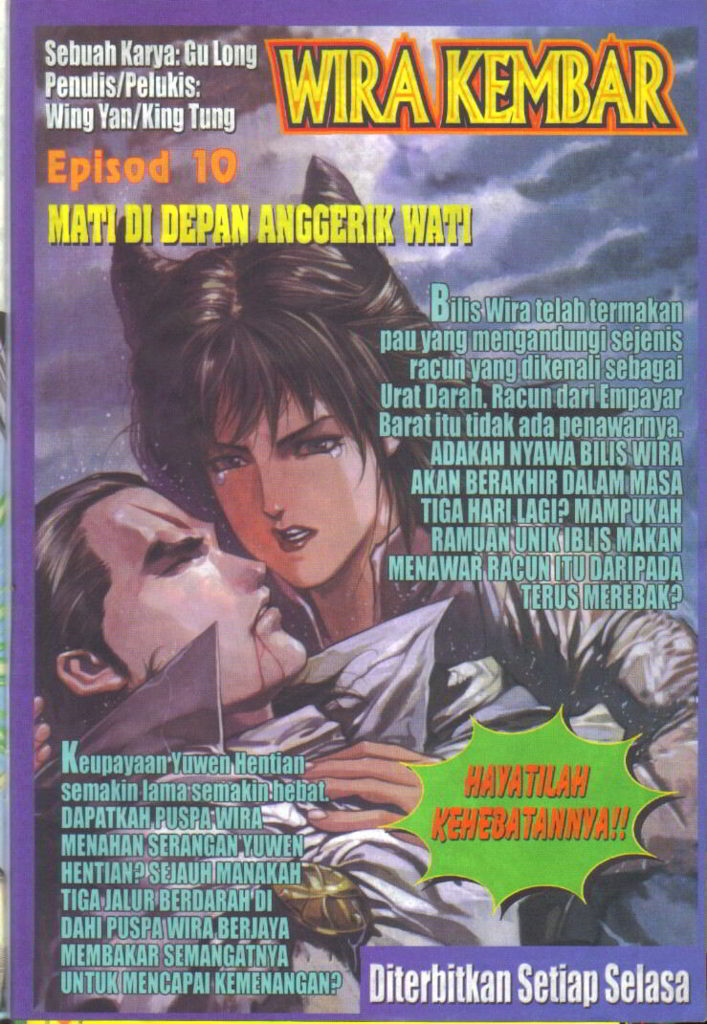 Sebuah Karya: Gu Long
Penulis/Pelukis:
Wing Yan/King Tung
WIRA KEMBAR
Episod 10
MATI DI DEPAN ANGGERIK WATI
Bilis Wira telah termakan
pau yang mengandungi sejenis
racun yang dikenali sebagai
Urat Darah. Racun dari Empayar
Barat itu tidak ada penawarnya.
ADAKAH NYAWA BILIS WIRA
AKAN BERAKHIR DALAM MASA
TIGA HARI LAGI? MAMPUKAH
RAMUAN UNIK IBLIS MAKAN
MENAWAR RACUN ITU DARIPADA
TERUS MEREBAK?
Keupayaan Yuwen Hentian
semakin lama semakin hebat.
DAPATKAH PUSPA WIRA
MENAHAN SERANGAN YUWEN
HENTIAN? SEJAUH MANAKAH
TIGA JALUR BERDARAH DI
DAHI PUSPA WIRA BERJAYA
MEMBAKAR SEMANGATNYA
UNTUK MENCAPAI KEMENANGAN?
HAYATILAH
KEHEBATANNYA!!
Diterbitkan Setiap Selasa